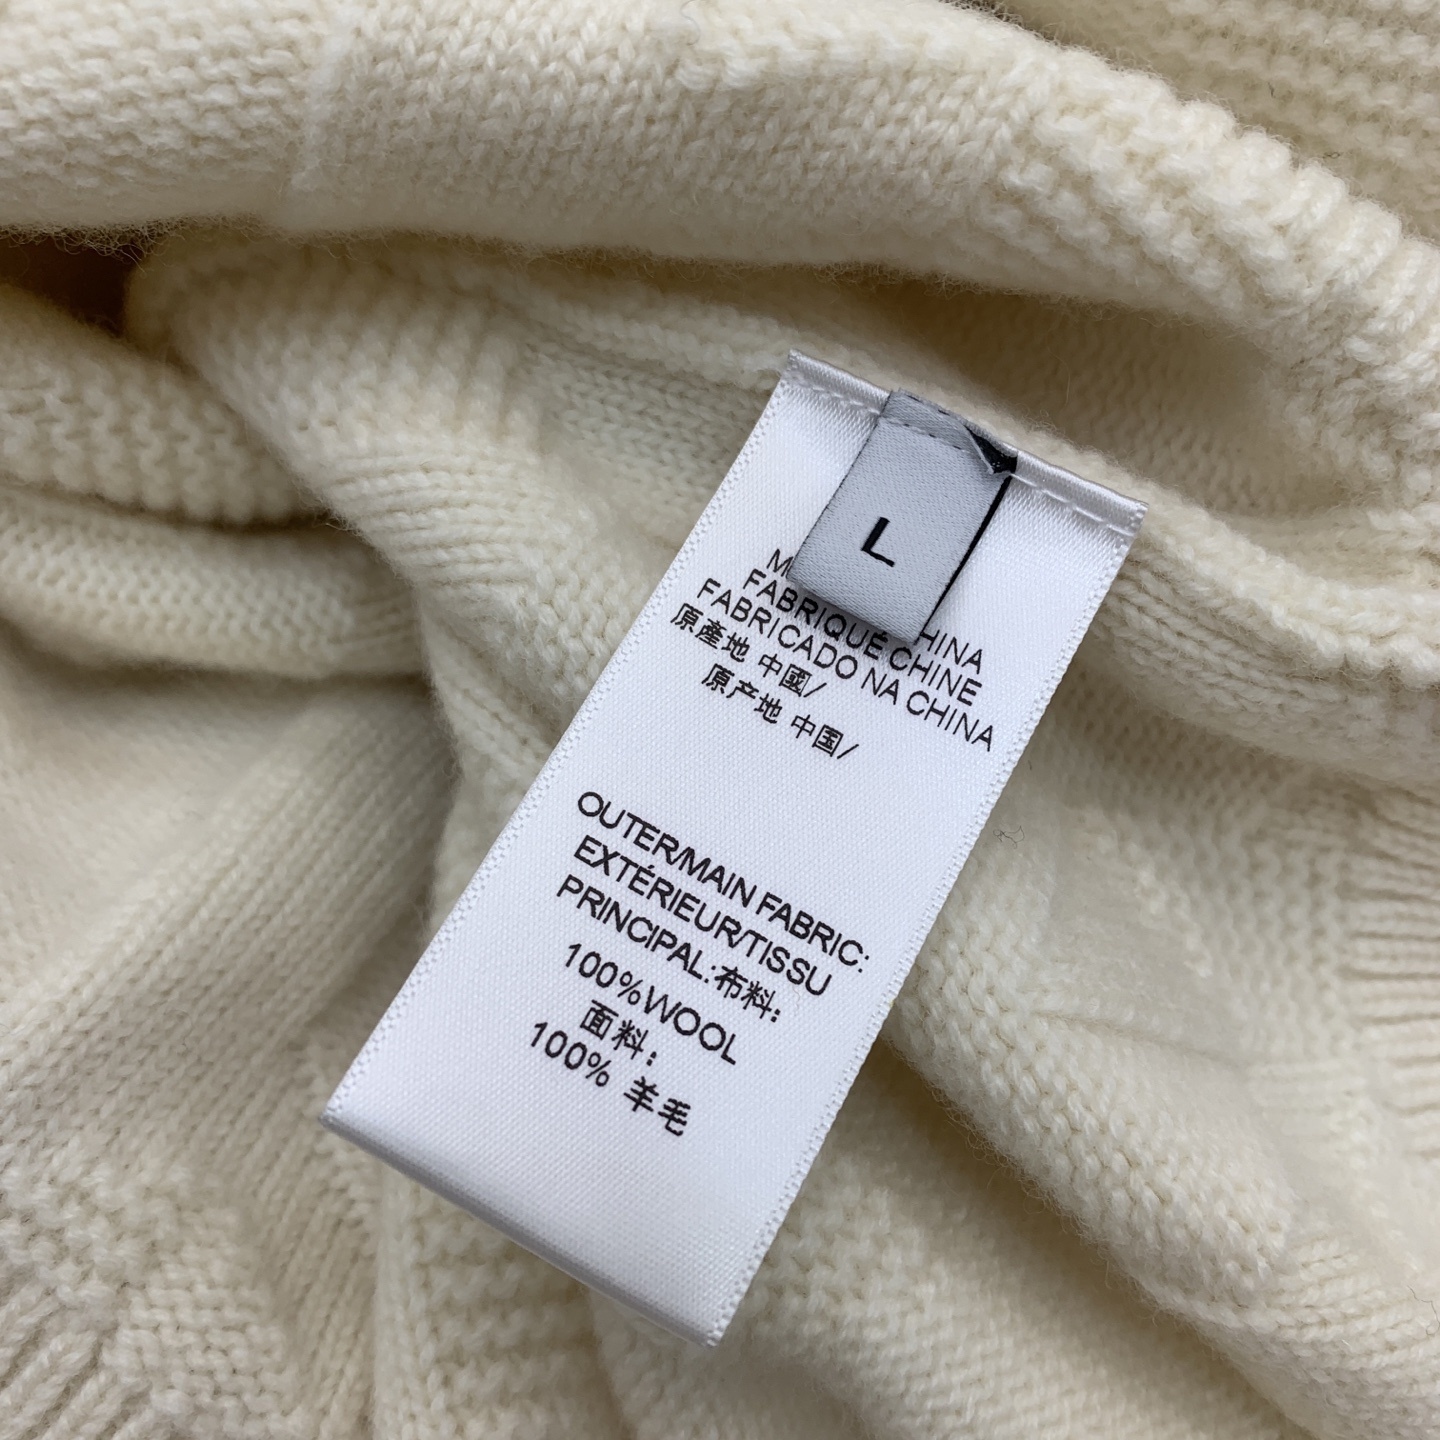 L
CHINA
FABRIQUÉ CHINE
FABRICADO NA CHINA
原產地 中國/
原产地 中国/
OUTER/MAIN FABRIC:
EXTÉRIEUR/TISSU
PRINCIPAL:布料:
100%WOOL
面料:
100% 羊毛